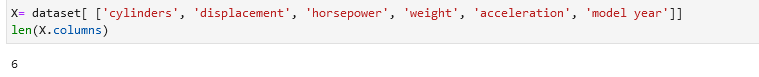 X= dataset[ ['cylinders', 'displacement', 'horsepower', 'weight', 'acceleration', 'model year']]
len(X.columns)
6